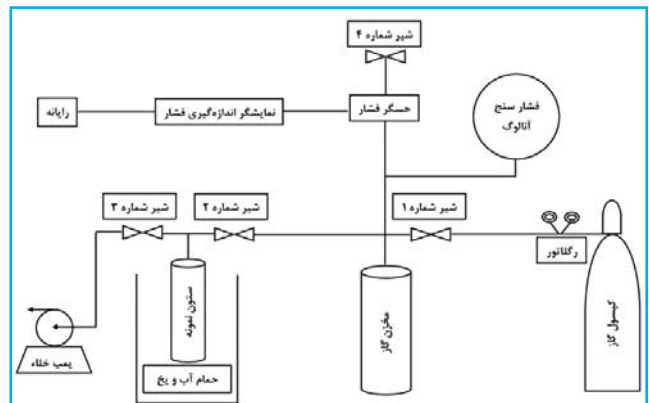 شیر شماره ۴
فشار سنج
آنالوگ
حسگر فشار
نمایشگر اندازه‌گیری فشار
رایانه
شیر شماره ۱
شیر شماره ۲
شیر شماره ۳
رگلاتور
کپسول گاز
مخزن گاز
ستون نمونه
حمام آب و یخ
پمپ خلاء